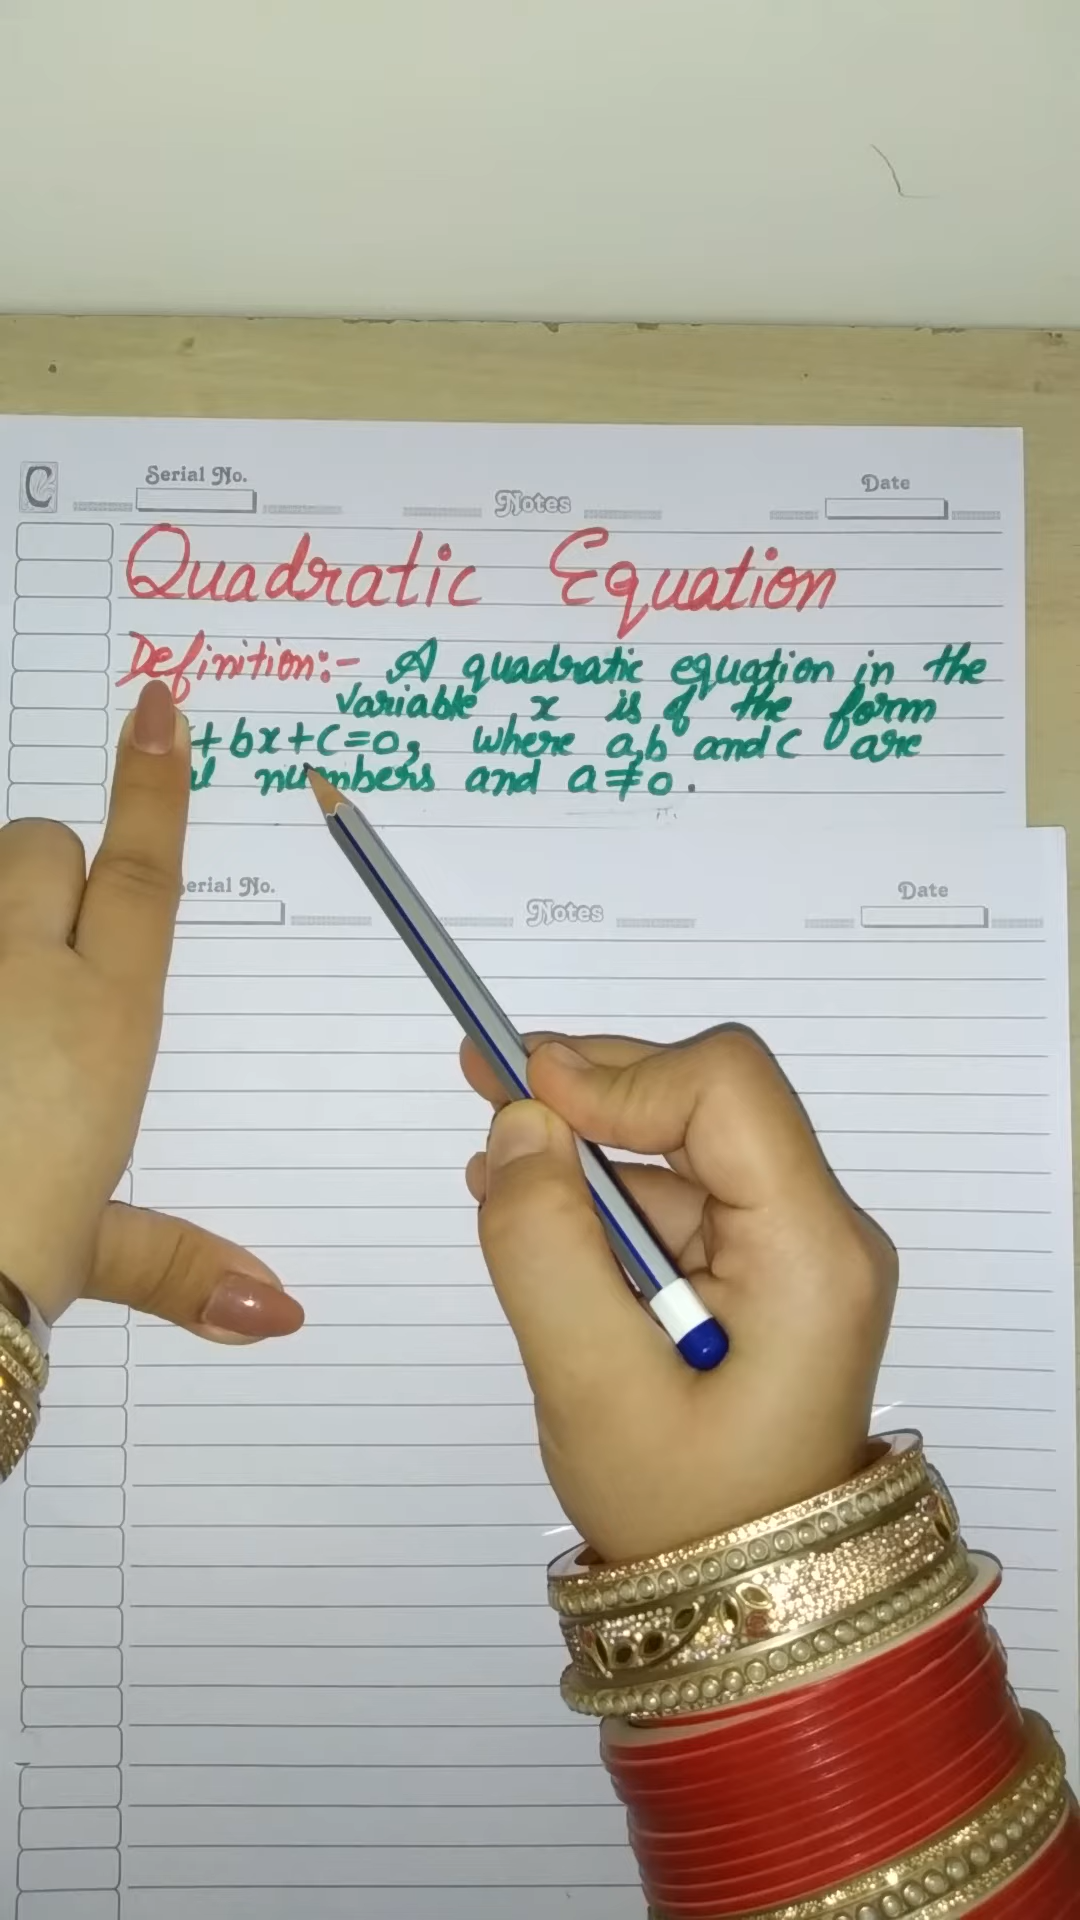 C
Serial No.
Notes
Date
Quadratic Equation
Definition:- A quadratic equation in the
variable x is of the form
+bx+c=0, where a,b and c are
numbers and a≠0.
erial No.
Notes
Date